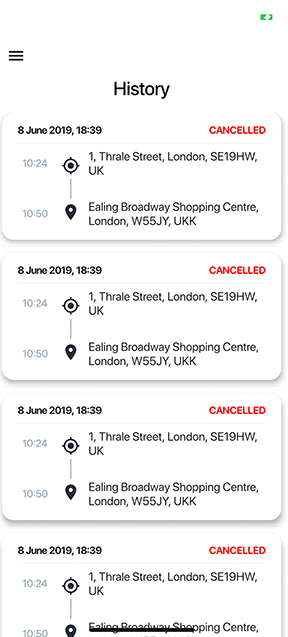 History
8 June 2019, 18:39 CANCELLED
10:24 1, Thrale Street, London, SE19HW,
UK
10:50 Ealing Broadway Shopping Centre,
London, W55JY, UKK
8 June 2019, 18:39 CANCELLED
10:24 1, Thrale Street, London, SE19HW,
UK
10:50 Ealing Broadway Shopping Centre,
London, W55JY, UKK
8 June 2019, 18:39 CANCELLED
10:24 1, Thrale Street, London, SE19HW,
UK
10:50 Ealing Broadway Shopping Centre,
London, W55JY, UKK
8 June 2019, 18:39 CANCELLED
10:24 1, Thrale Street, London, SE19HW,
UK
10:50 Ealing Broadway Shopping Centre,